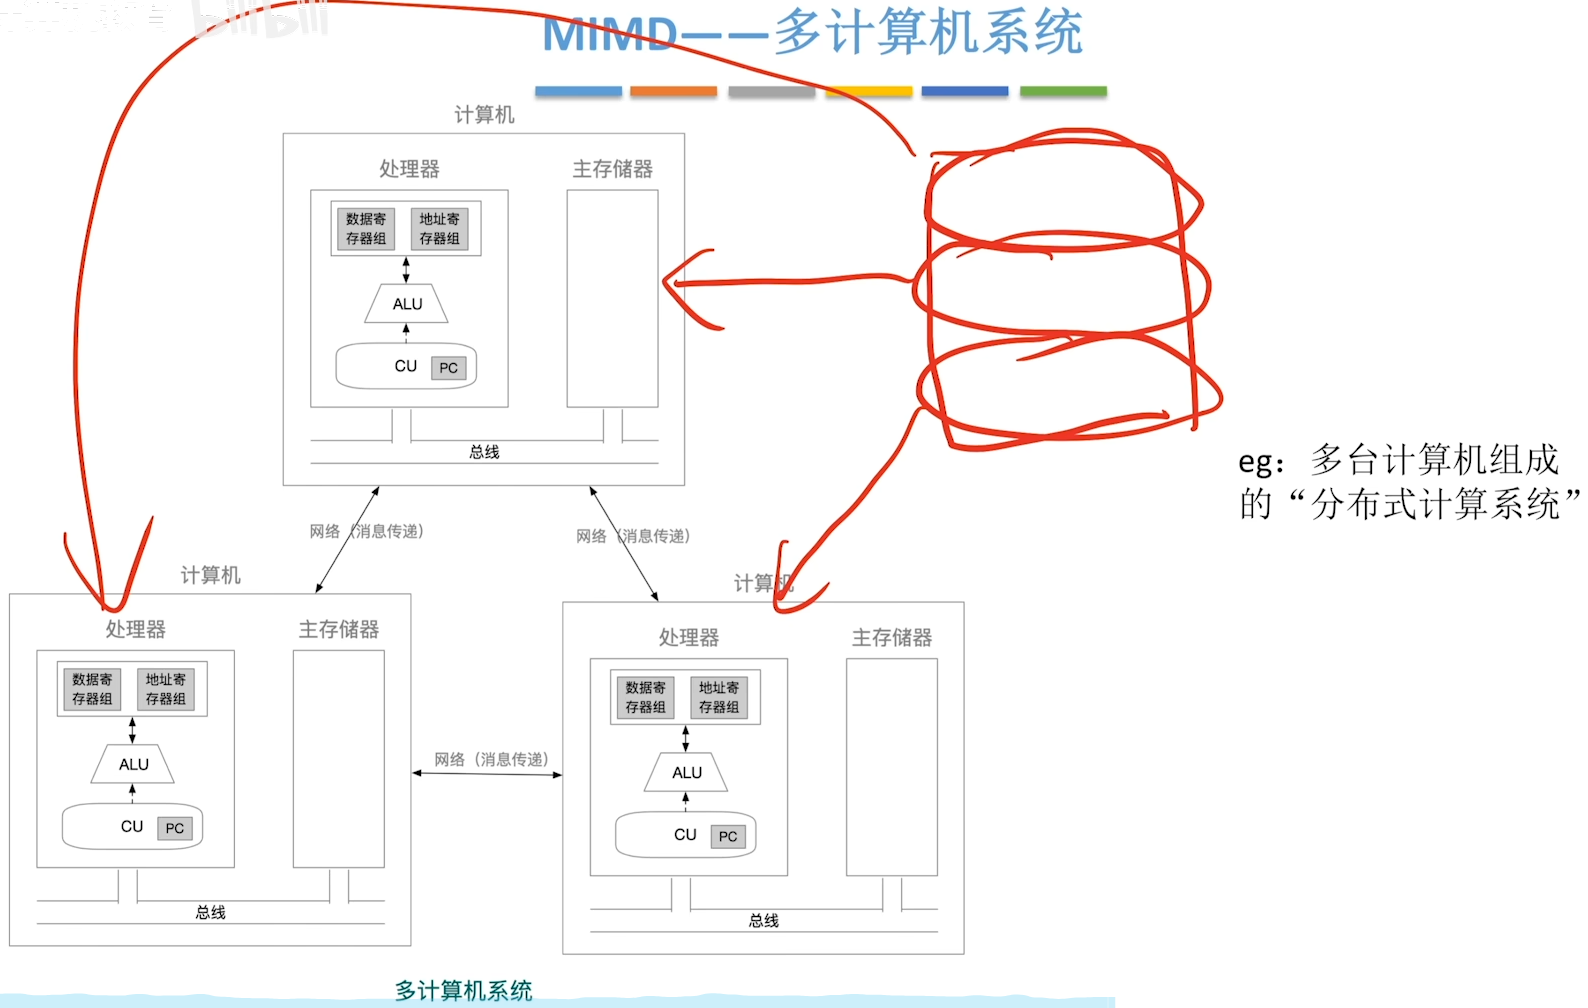 MIMD——多计算机系统
计算机
处理器
主存储器
数据寄
存器组
地址寄
存器组
ALU
CU
PC
总线
eg：多台计算机组成
的“分布式计算系统”
网络（消息传递）
网络（消息传递）
计算机
处理器
主存储器
数据寄
存器组
地址寄
存器组
ALU
CU
PC
总线
网络（消息传递）
计算机
处理器
主存储器
数据寄
存器组
地址寄
存器组
ALU
CU
PC
总线
多计算机系统